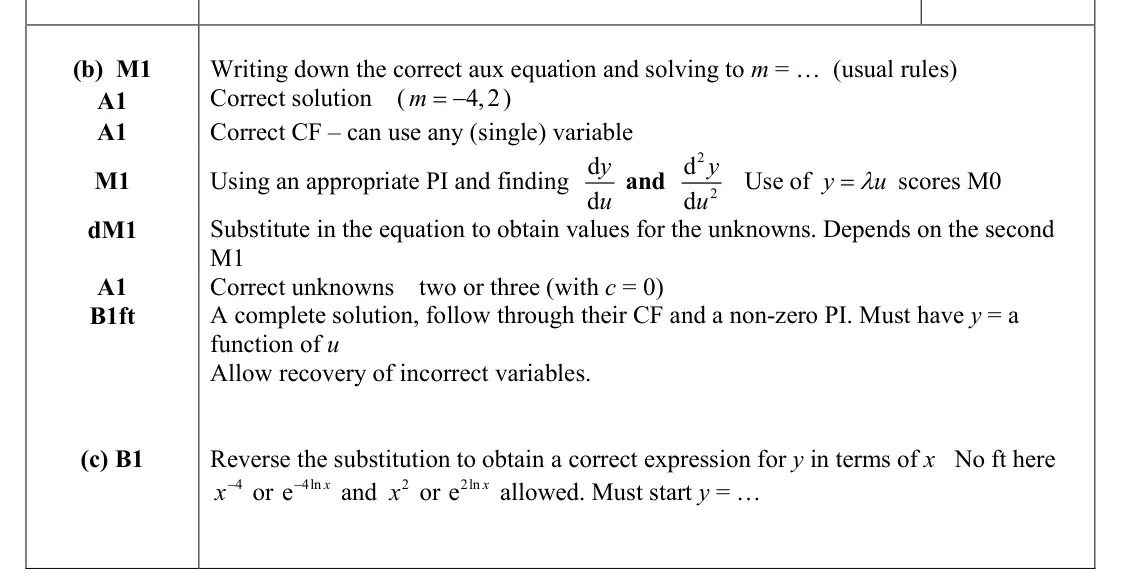 (b) M1 Writing down the correct aux equation and solving to m = … (usual rules)
A1 Correct solution (m = −4, 2)
A1 Correct CF – can use any (single) variable
M1 Using an appropriate PI and finding dy/du and d²y/du² Use of y = λu scores M0
dM1 Substitute in the equation to obtain values for the unknowns. Depends on the second
M1
A1 Correct unknowns two or three (with c = 0)
B1ft A complete solution, follow through their CF and a non-zero PI. Must have y = a
function of u
Allow recovery of incorrect variables.
(c) B1 Reverse the substitution to obtain a correct expression for y in terms of x No ft here
x⁻⁴ or e^(−4 ln x) and x² or e^(2 ln x) allowed. Must start y = …